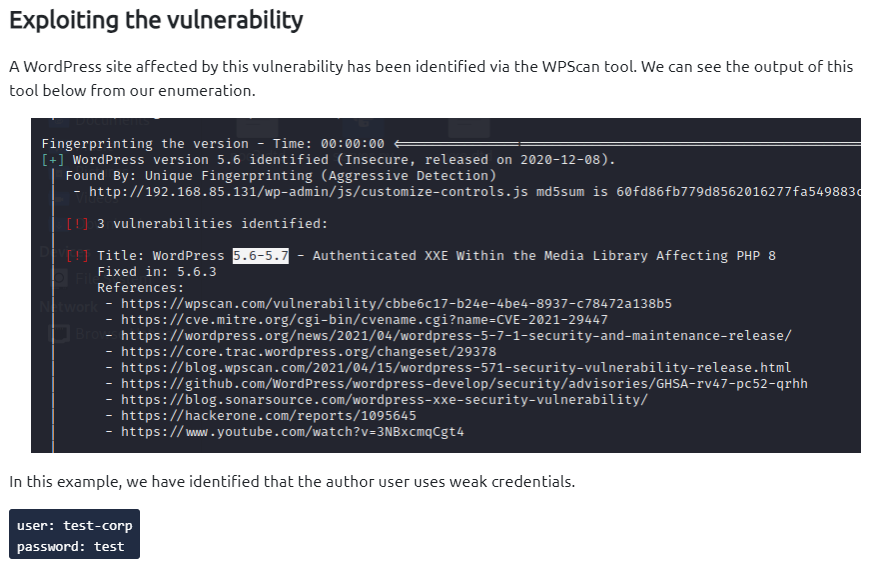 Exploiting the vulnerability
A WordPress site affected by this vulnerability has been identified via the WPScan tool. We can see the output of this
tool below from our enumeration.
Fingerprinting the version - Time: 00:00:00 <
[+] WordPress version 5.6 identified (Insecure, released on 2020-12-08).
| Found By: Unique Fingerprinting (Aggressive Detection)
| - http://192.168.85.131/wp-admin/js/customize-controls.js md5sum is 60fd86fb779d8562016277fa549883c
| [!] 3 vulnerabilities identified:
| [!] Title: WordPress 5.6-5.7 - Authenticated XXE Within the Media Library Affecting PHP 8
| Fixed in: 5.6.3
| References:
| - https://wpscan.com/vulnerability/cbbe6c17-b24e-4be4-8937-c78472a138b5
| - https://cve.mitre.org/cgi-bin/cvename.cgi?name=CVE-2021-29447
| - https://wordpress.org/news/2021/04/wordpress-5-7-1-security-and-maintenance-release/
| - https://core.trac.wordpress.org/changeset/29378
| - https://blog.wpscan.com/2021/04/15/wordpress-571-security-vulnerability-release.html
| - https://github.com/WordPress/wordpress-develop/security/advisories/GHSA-rv47-pc52-qrhh
| - https://blog.sonarsource.com/wordpress-xxe-security-vulnerability/
| - https://hackerone.com/reports/1095645
| - https://www.youtube.com/watch?v=3NBxcmqCgt4
In this example, we have identified that the author user uses weak credentials.
user: test-corp
password: test